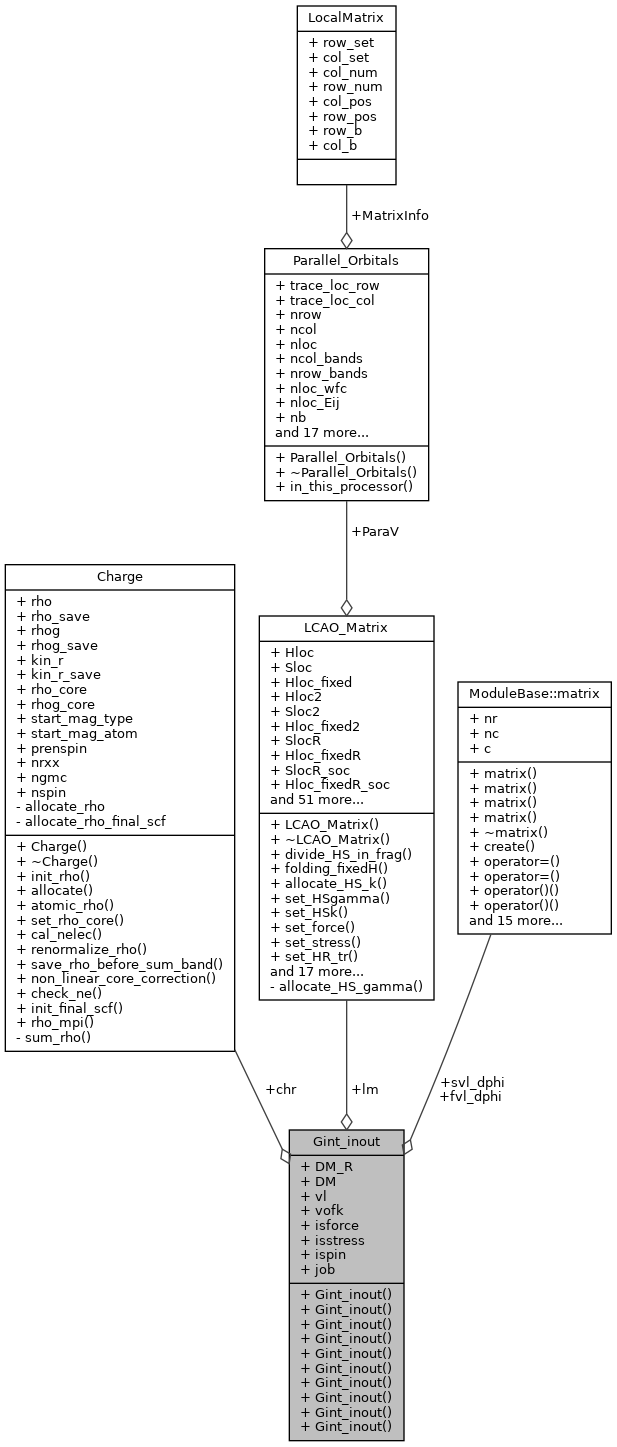 LocalMatrix
+ row_set
+ col_set
+ col_num
+ row_num
+ col_pos
+ row_pos
+ row_b
+ col_b
+MatrixInfo
Parallel_Orbitals
+ trace_loc_row
+ trace_loc_col
+ nrow
+ ncol
+ nloc
+ ncol_bands
+ nrow_bands
+ nloc_wfc
+ nloc_Eij
+ nb
and 17 more...
+ Parallel_Orbitals()
+ ~Parallel_Orbitals()
+ in_this_processor()
+ParaV
Charge
+ rho
+ rho_save
+ rhog
+ rhog_save
+ kin_r
+ kin_r_save
+ rho_core
+ rhog_core
+ start_mag_type
+ start_mag_atom
+ prenspin
+ nrxx
+ ngmc
+ nspin
- allocate_rho
- allocate_rho_final_scf
+ Charge()
+ ~Charge()
+ init_rho()
+ allocate()
+ atomic_rho()
+ set_rho_core()
+ cal_nelec()
+ renormalize_rho()
+ save_rho_before_sum_band()
+ non_linear_core_correction()
+ check_ne()
+ init_final_scf()
+ rho_mpi()
- sum_rho()
LCAO_Matrix
+ Hloc
+ Sloc
+ Hloc_fixed
+ Hloc2
+ Sloc2
+ Hloc_fixed2
+ SlocR
+ Hloc_fixedR
+ SlocR_soc
+ Hloc_fixedR_soc
and 51 more...
+ LCAO_Matrix()
+ ~LCAO_Matrix()
+ divide_HS_in_frag()
+ folding_fixedH()
+ allocate_HS_k()
+ set_HSgamma()
+ set_HSk()
+ set_force()
+ set_stress()
+ set_HR_tr()
and 17 more...
- allocate_HS_gamma()
ModuleBase::matrix
+ nr
+ nc
+ c
+ matrix()
+ matrix()
+ matrix()
+ matrix()
+ ~matrix()
+ create()
+ operator=()
+ operator=()
+ operator()()
+ operator()()
and 15 more...
+chr
+lm
+svl_dphi
+fvl_dphi
Gint_inout
+ DM_R
+ DM
+ vl
+ vofk
+ isforce
+ isstress
+ ispin
+ job
+ Gint_inout()
+ Gint_inout()
+ Gint_inout()
+ Gint_inout()
+ Gint_inout()
+ Gint_inout()
+ Gint_inout()
+ Gint_inout()
+ Gint_inout()
+ Gint_inout()